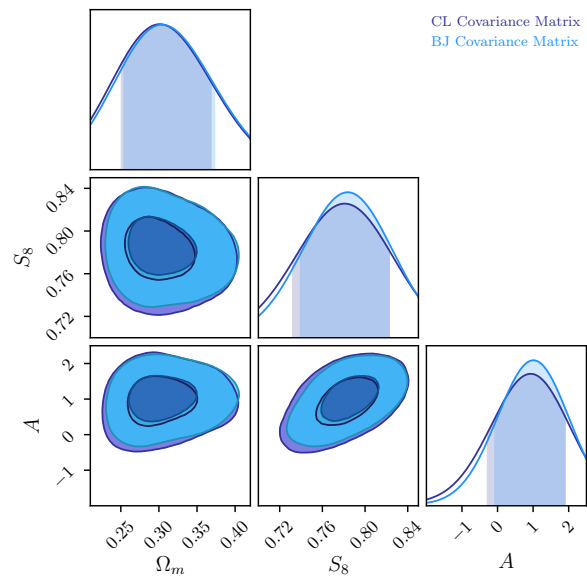 CL Covariance Matrix
BJ Covariance Matrix
0.84
0.80
0.76
0.72
S₈
2
1
0
−1
A
0.25
0.30
0.35
0.40
Ωₘ
0.72
0.76
0.80
0.84
S₈
−1
0
1
2
A